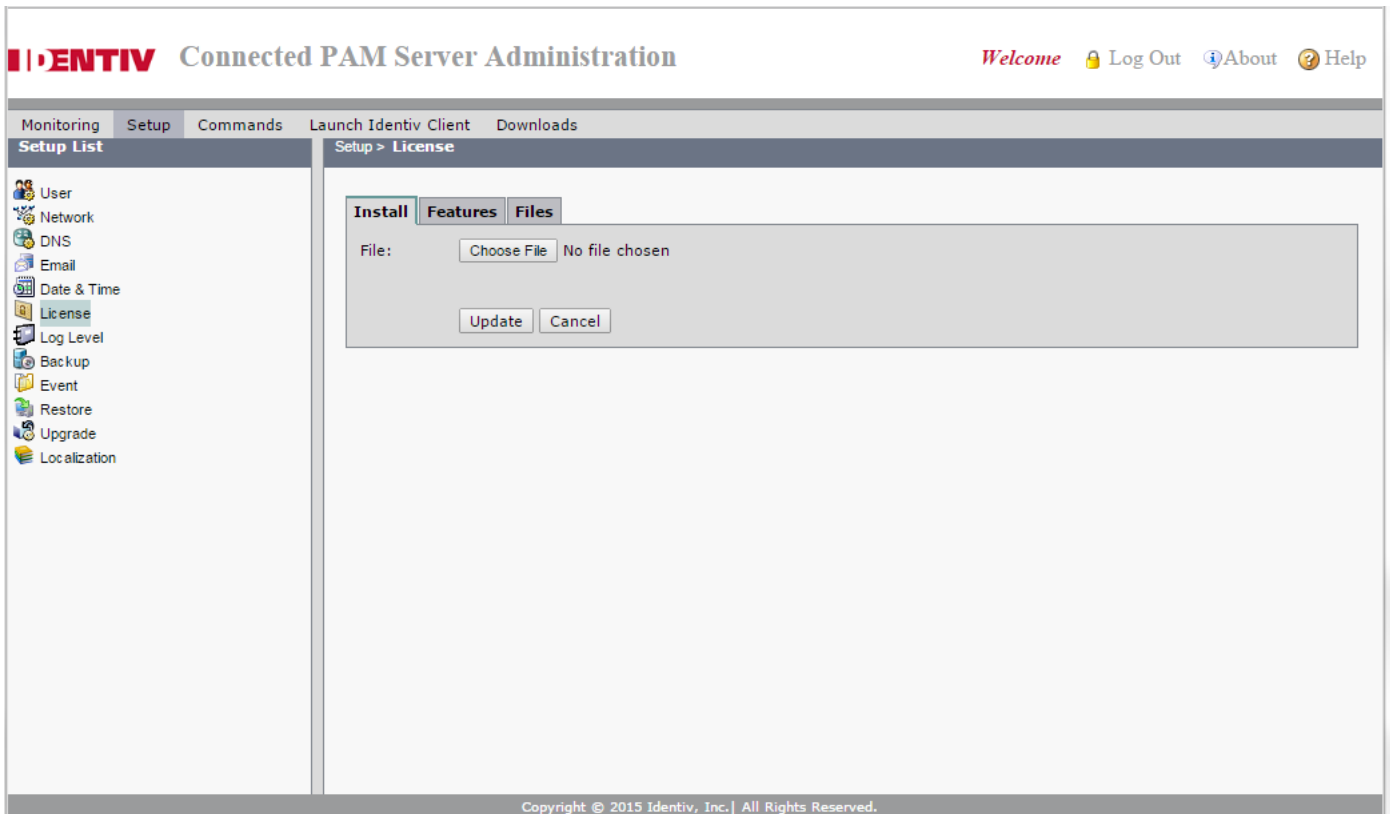 IDENTIV Connected PAM Server Administration
Welcome Log Out About Help
Monitoring Setup Commands Launch Identiv Client Downloads
Setup List
User
Network
DNS
Email
Date & Time
License
Log Level
Backup
Event
Restore
Upgrade
Localization
Setup > License
Install Features Files
File: Choose File No file chosen
Update Cancel
Copyright © 2015 Identiv, Inc.| All Rights Reserved.